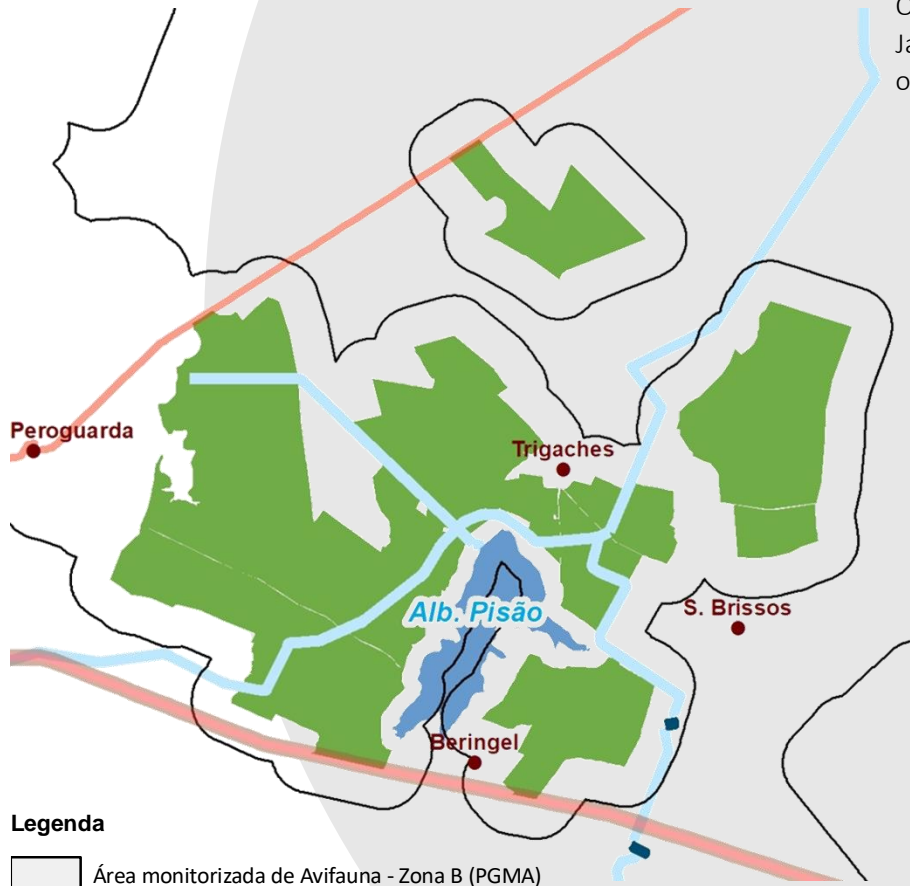 Peroguarda
Trigaches
Alb. Pisão
S. Brissos
Beringel
Legenda
Área monitorizada de Avifauna - Zona B (PGMA)